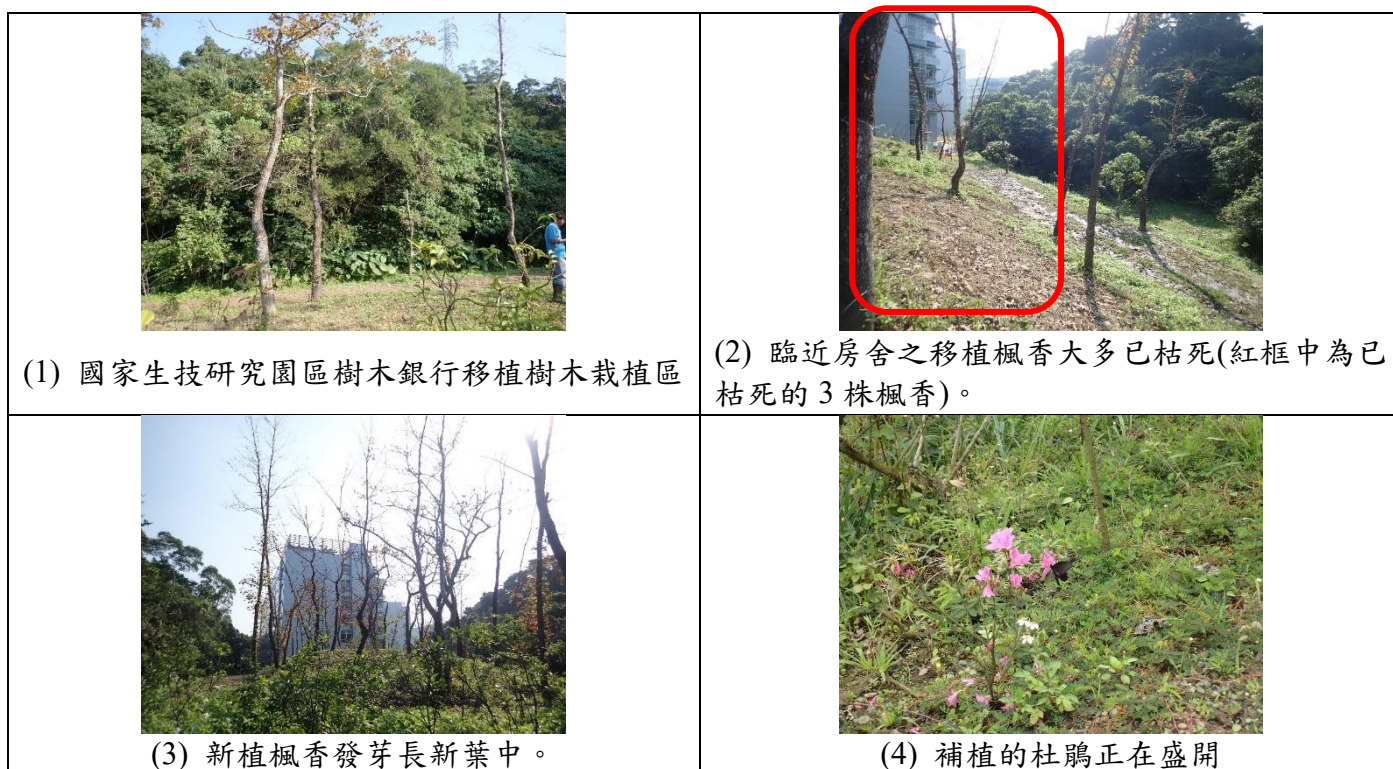 (1) 國家生技研究園區樹木銀行移植樹木栽植區
(2) 臨近房舍之移植楓香大多已枯死(紅框中為已
枯死的 3 株楓香)。
(3) 新植楓香發芽長新葉中。
(4) 補植的杜鵑正在盛開